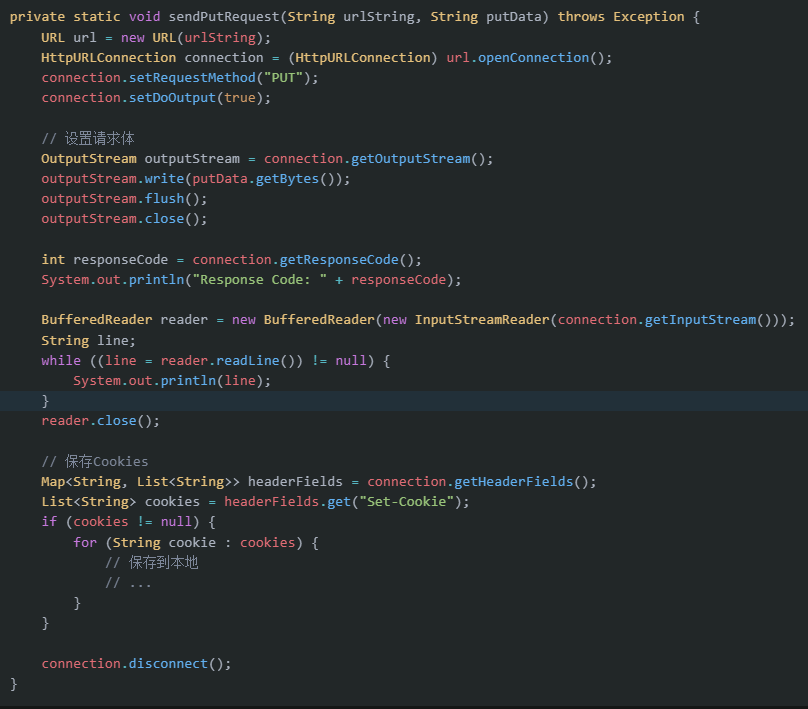 private static void sendPutRequest(String urlString, String putData) throws Exception {
    URL url = new URL(urlString);
    HttpURLConnection connection = (HttpURLConnection) url.openConnection();
    connection.setRequestMethod("PUT");
    connection.setDoOutput(true);

    // 设置请求体
    OutputStream outputStream = connection.getOutputStream();
    outputStream.write(putData.getBytes());
    outputStream.flush();
    outputStream.close();

    int responseCode = connection.getResponseCode();
    System.out.println("Response Code: " + responseCode);

    BufferedReader reader = new BufferedReader(new InputStreamReader(connection.getInputStream()));
    String line;
    while ((line = reader.readLine()) != null) {
        System.out.println(line);
    }
    reader.close();

    // 保存Cookies
    Map<String, List<String>> headerFields = connection.getHeaderFields();
    List<String> cookies = headerFields.get("Set-Cookie");
    if (cookies != null) {
        for (String cookie : cookies) {
            // 保存到本地
            // ...
        }
    }

    connection.disconnect();
}